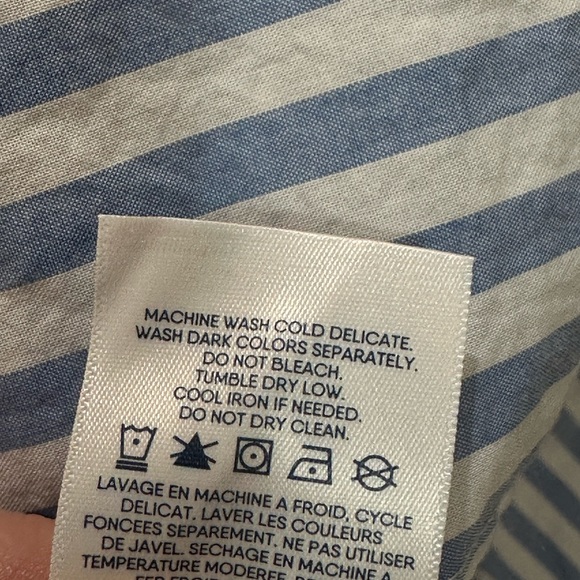 MACHINE WASH COLD DELICATE.
WASH DARK COLORS SEPARATELY.
DO NOT BLEACH.
TUMBLE DRY LOW.
COOL IRON IF NEEDED.
DO NOT DRY CLEAN.
LAVAGE EN MACHINE A FROID, CYCLE
DELICAT. LAVER LES COULEURS
FONCEES SEPAREMENT. NE PAS UTILISER
DE JAVEL. SECHAGE EN MACHINE A
TEMPERATURE MODEREE.